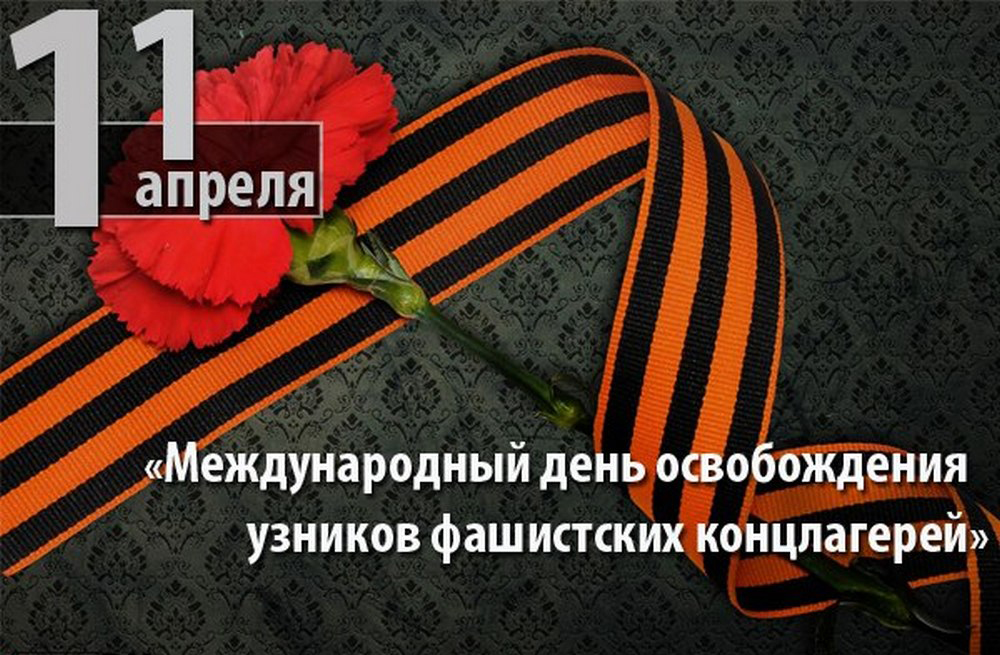 11
апреля
«Международный день освобождения
узников фашистских концлагерей»